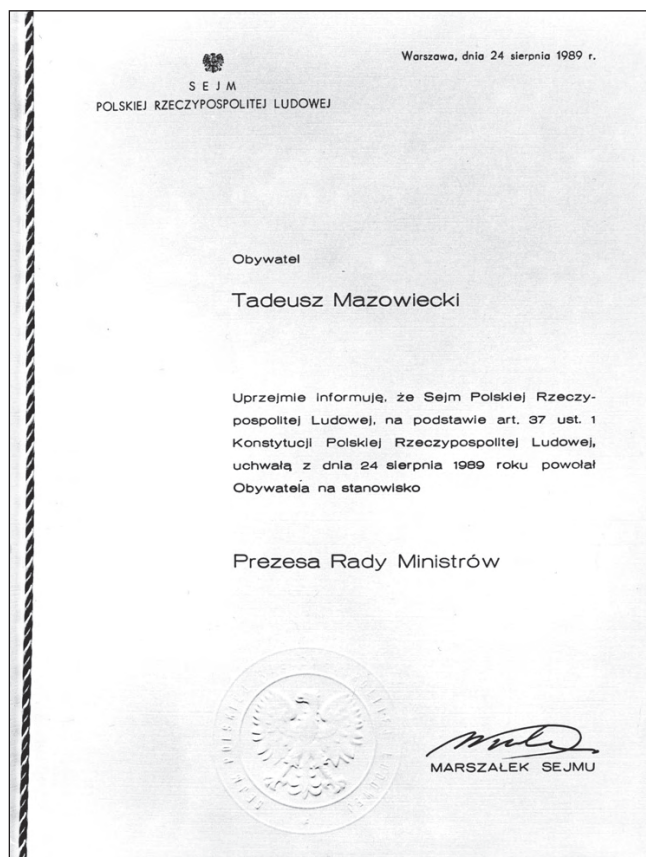 Warszawa, dnia 24 sierpnia 1989 r.
SEJM
POLSKIEJ RZECZYPOSPOLITEJ LUDOWEJ
Obywatel
Tadeusz Mazowiecki
Uprzejmie informuję, że Sejm Polskiej Rzeczy-
pospolitej Ludowej, na podstawie art. 37 ust. 1
Konstytucji Polskiej Rzeczypospolitej Ludowej,
uchwałą z dnia 24 sierpnia 1989 roku powołał
Obywatela na stanowisko
Prezesa Rady Ministrów
MARSZAŁEK SEJMU